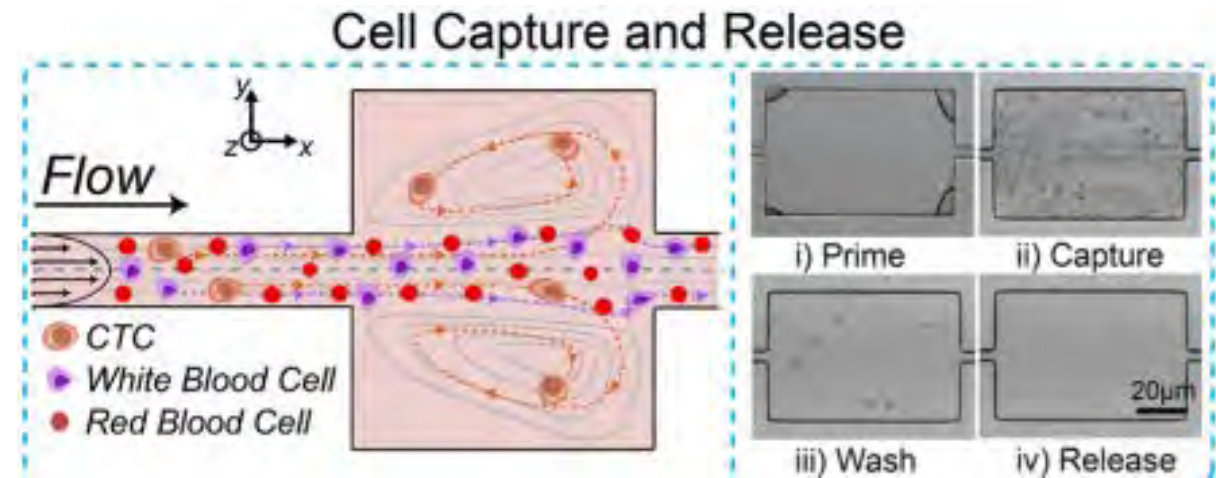 Cell Capture and Release
y
z x
Flow
CTC
White Blood Cell
Red Blood Cell
i) Prime
ii) Capture
iii) Wash
iv) Release
20µm